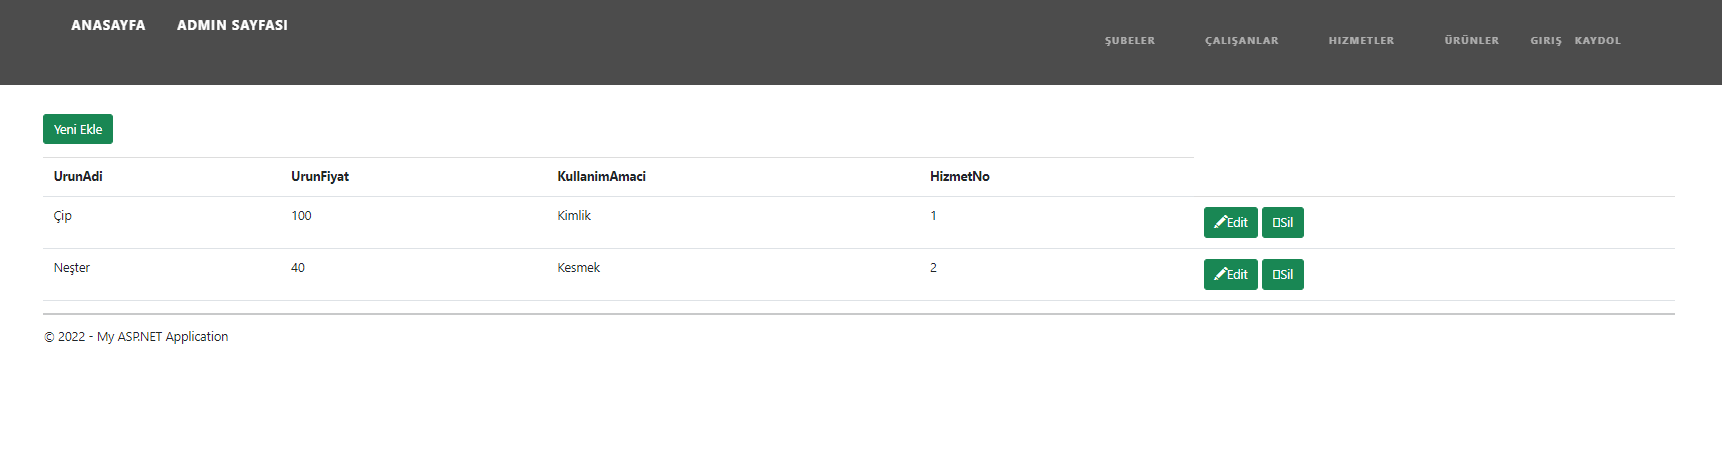 ANASAYFA ADMIN SAYFASI
ŞUBELER ÇALIŞANLAR HIZMETLER ÜRÜNLER GIRIŞ KAYDOL
Yeni Ekle
UrunAdi UrunFiyat KullanimAmaci HizmetNo
Çip 100 Kimlik 1 Edit Sil
Neşter 40 Kesmek 2 Edit Sil
© 2022 - My ASP.NET Application